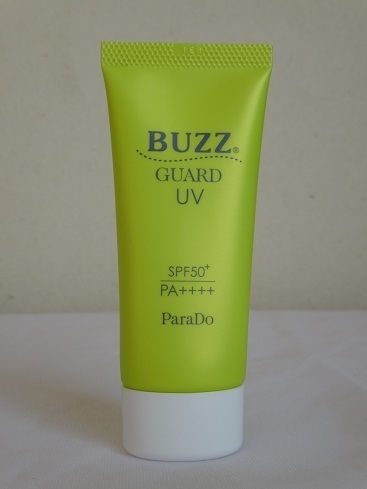 BUZZ®
GUARD
UV
SPF50+
PA++++
ParaDo